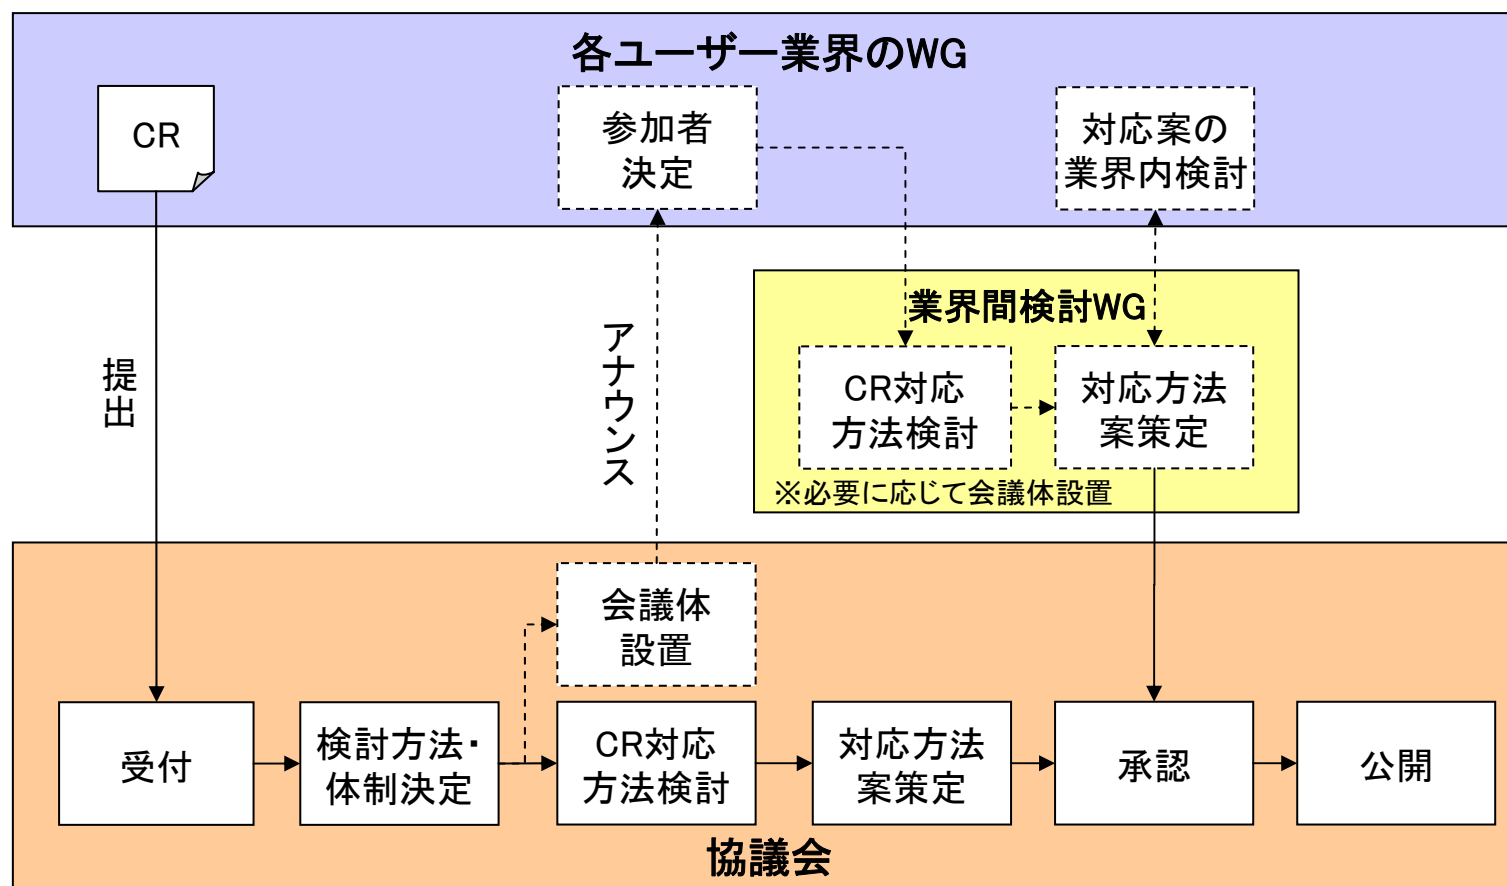 各ユーザー業界のWG
CR
参加者
決定
対応案の
業界内検討
提出
アナウンス
業界間検討WG
CR対応
方法検討
対応方法
案策定
※必要に応じて会議体設置
会議体
設置
受付
検討方法・
体制決定
CR対応
方法検討
対応方法
案策定
承認
公開
協議会